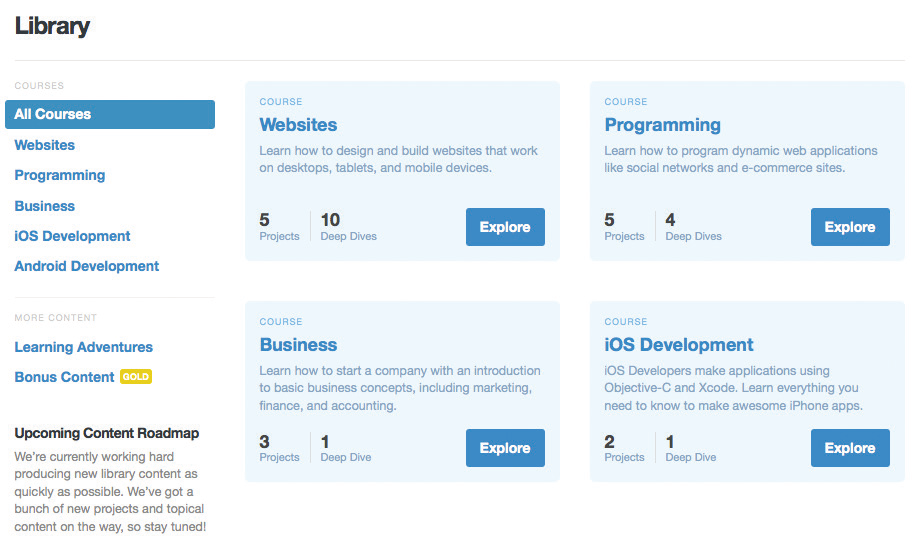 Library
COURSES
All Courses
Websites
Programming
Business
iOS Development
Android Development
MORE CONTENT
Learning Adventures
Bonus Content GOLD
Upcoming Content Roadmap
We're currently working hard
producing new library content as
quickly as possible. We've got a
bunch of new projects and topical
content on the way, so stay tuned!
COURSE
Websites
Learn how to design and build websites that work
on desktops, tablets, and mobile devices.
5 10
Projects Deep Dives
Explore
COURSE
Programming
Learn how to program dynamic web applications
like social networks and e-commerce sites.
5 4
Projects Deep Dives
Explore
COURSE
Business
Learn how to start a company with an introduction
to basic business concepts, including marketing,
finance, and accounting.
3 1
Projects Deep Dive
Explore
COURSE
iOS Development
iOS Developers make applications using
Objective-C and Xcode. Learn everything you
need to know to make awesome iPhone apps.
2 1
Projects Deep Dive
Explore